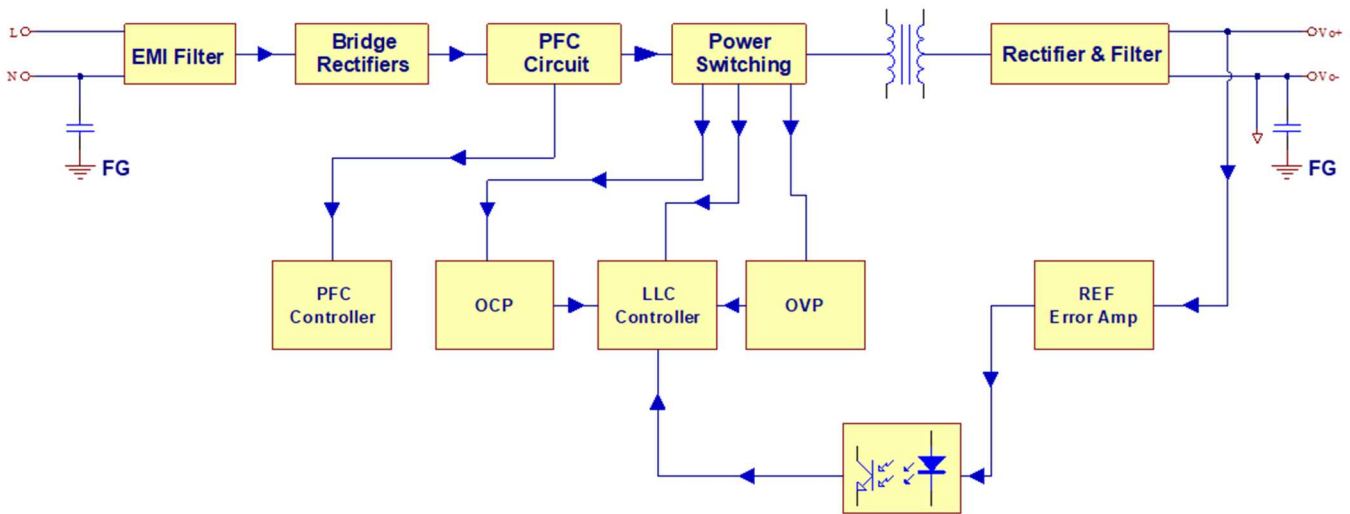 L
N
EMI Filter
Bridge
Rectifiers
PFC
Circuit
Power
Switching
Rectifier & Filter
Vo+
Vo-
FG
FG
PFC
Controller
OCP
LLC
Controller
OVP
REF
Error Amp